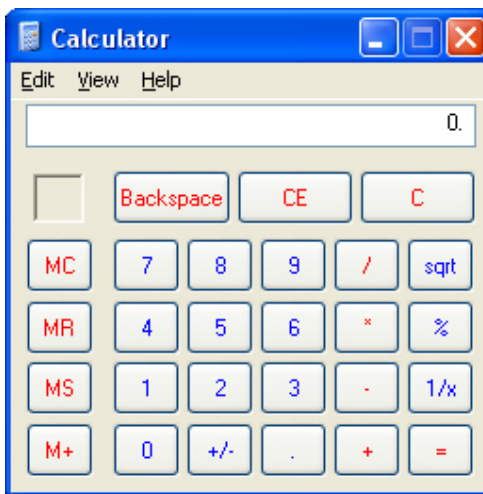 Calculator
Edit View Help
0.
Backspace CE C
MC 7 8 9 / sqrt
MR 4 5 6 * %
MS 1 2 3 - 1/x
M+ 0 +/- . + =